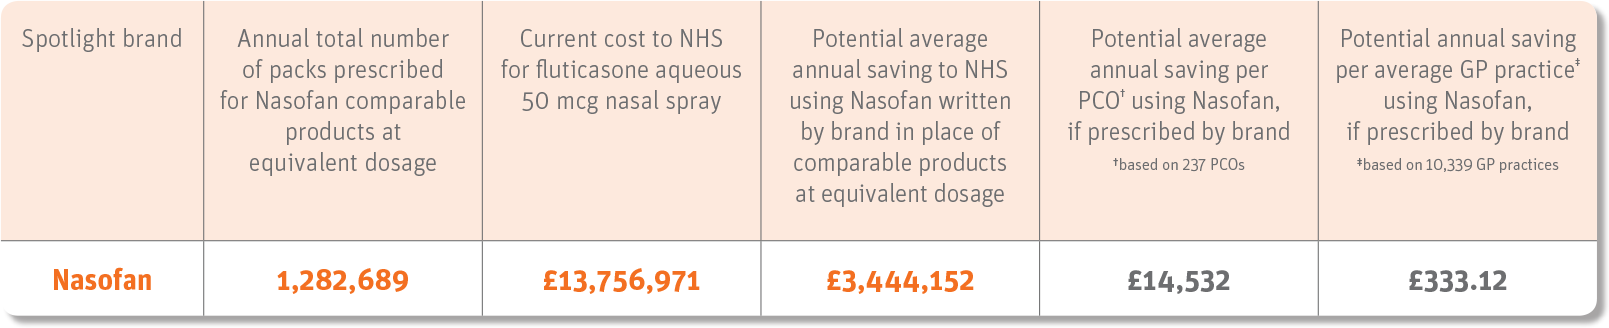 Spotlight brand
Annual total number
of packs prescribed
for Nasofan comparable
products at
equivalent dosage
Current cost to NHS
for fluticasone aqueous
50 mcg nasal spray
Potential average
annual saving to NHS
using Nasofan written
by brand in place of
comparable products
at equivalent dosage
Potential average
annual saving per
PCO† using Nasofan,
if prescribed by brand
†based on 237 PCOs
Potential annual saving
per average GP practice‡
using Nasofan,
if prescribed by brand
‡based on 10,339 GP practices
Nasofan
1,282,689
£13,756,971
£3,444,152
£14,532
£333.12